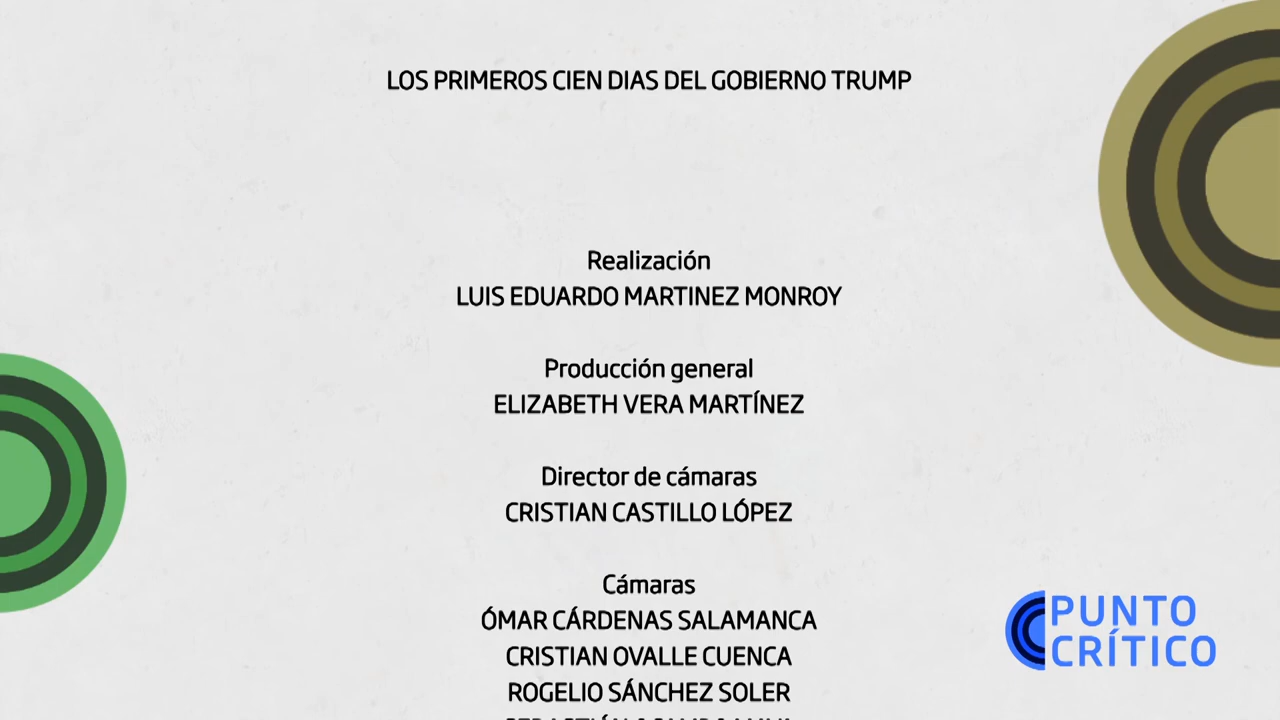 LOS PRIMEROS CIEN DIAS DEL GOBIERNO TRUMP
Realización
LUIS EDUARDO MARTINEZ MONROY
Producción general
ELIZABETH VERA MARTÍNEZ
Director de cámaras
CRISTIAN CASTILLO LÓPEZ
Cámaras
ÓMAR CÁRDENAS SALAMANCA
CRISTIAN OVALLE CUENCA
ROGELIO SÁNCHEZ SOLER
PUNTO
CRÍTICO